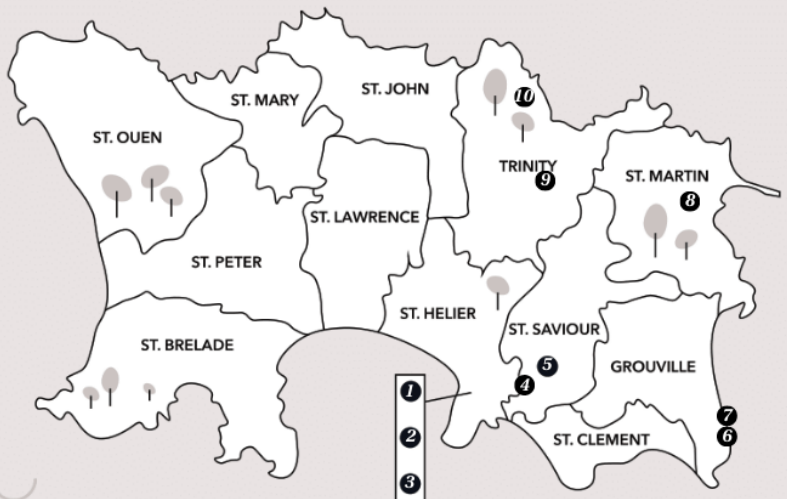 ST. MARY
ST. JOHN
10
ST. OUEN
TRINITY
9
ST. MARTIN
8
ST. LAWRENCE
ST. PETER
ST. HELIER
ST. SAVIOUR
ST. BRELADE
5
GROUVILLE
4
1
7
2
6
ST. CLEMENT
3